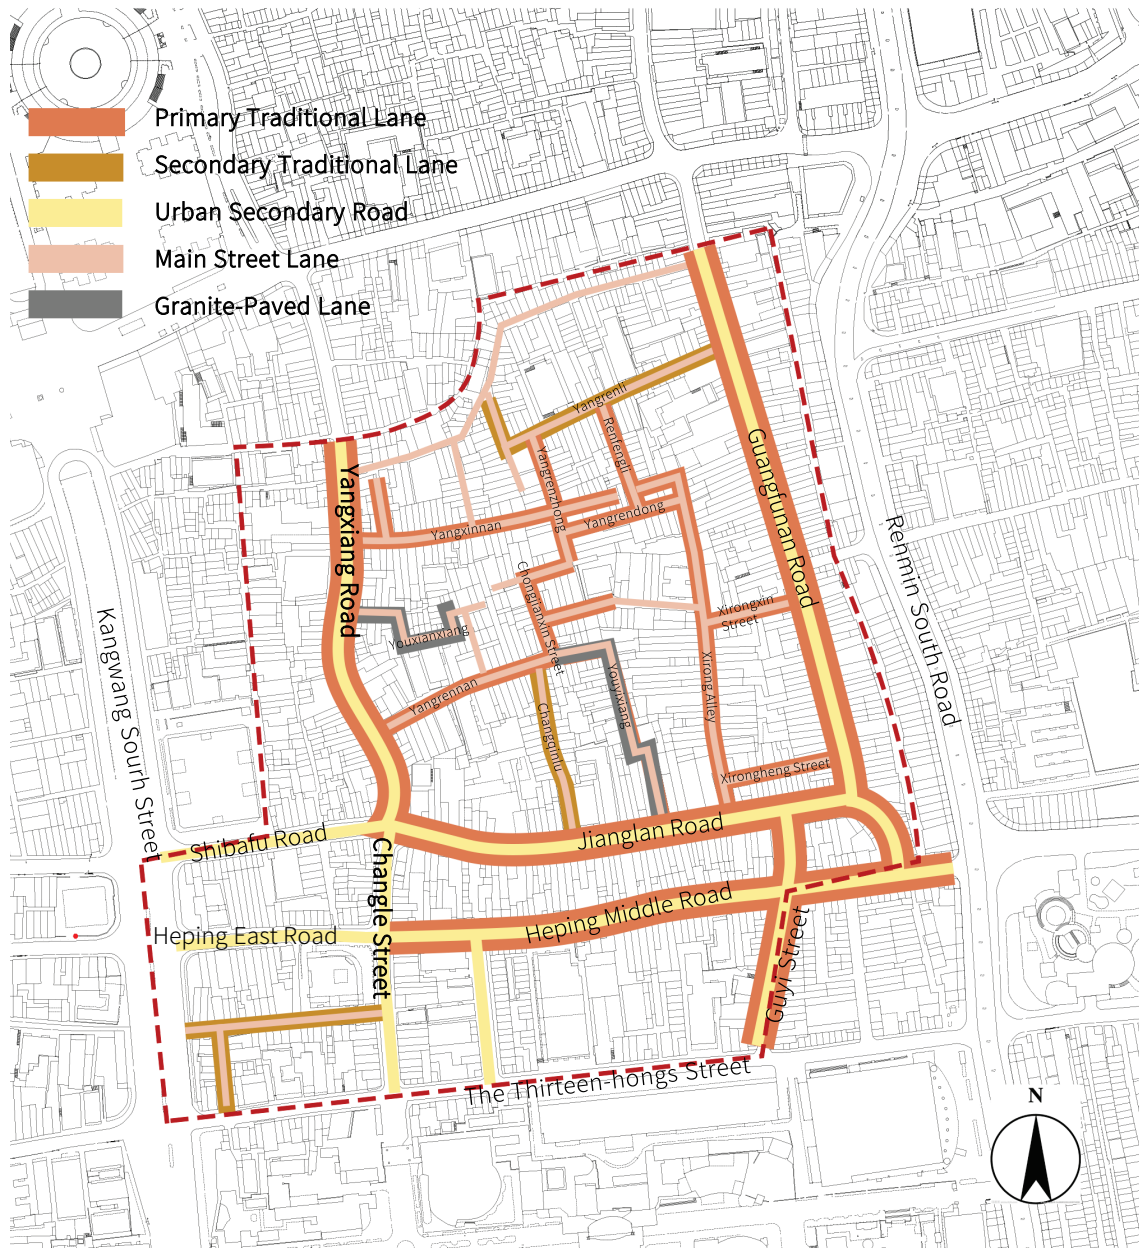 Primary Traditional Lane
Secondary Traditional Lane
Urban Secondary Road
Main Street Lane
Granite-Paved Lane
Yangrenli
Renfengli
Yangrenzhong
Yangxiang Road
Yangxinnan
Yangrendong
Guangfunan Road
Renmin South Road
Chongjianxin Street
Xirongxin
Street
Youxianxiang
Kangwang Sourh Street
Yangrennan
Youyixiang
Xirong Alley
Changqinlu
Xirongheng Street
Shibafu Road
Jianglan Road
Changle Street
Heping Middle Road
Heping East Road
Guyi Street
The Thirteen-hongs Street
N